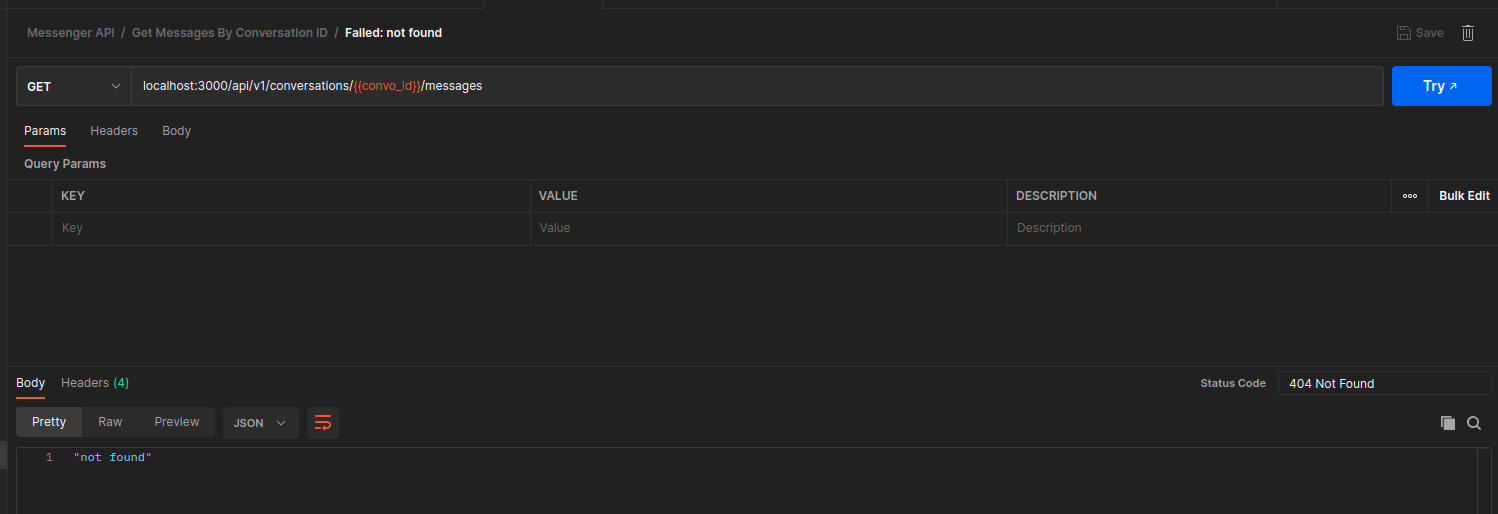 Messenger API / Get Messages By Conversation ID / Failed: not found Save
GET localhost:3000/api/v1/conversations/{{convo_id}}/messages Try ↗
Params Headers Body
Query Params
KEY VALUE DESCRIPTION ooo Bulk Edit
Key Value Description
Body Headers (4) Status Code 404 Not Found
Pretty Raw Preview JSON
1 "not found"